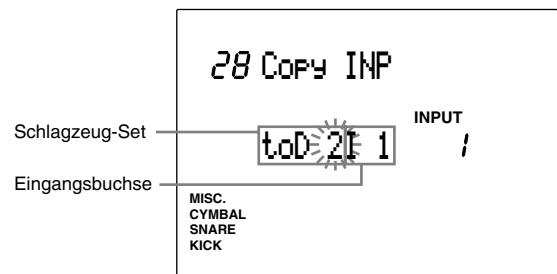 28 Copy INP
Schlagzeug-Set
toD 2I 1
INPUT
1
Eingangsbuchse
MISC.
CYMBAL
SNARE
KICK